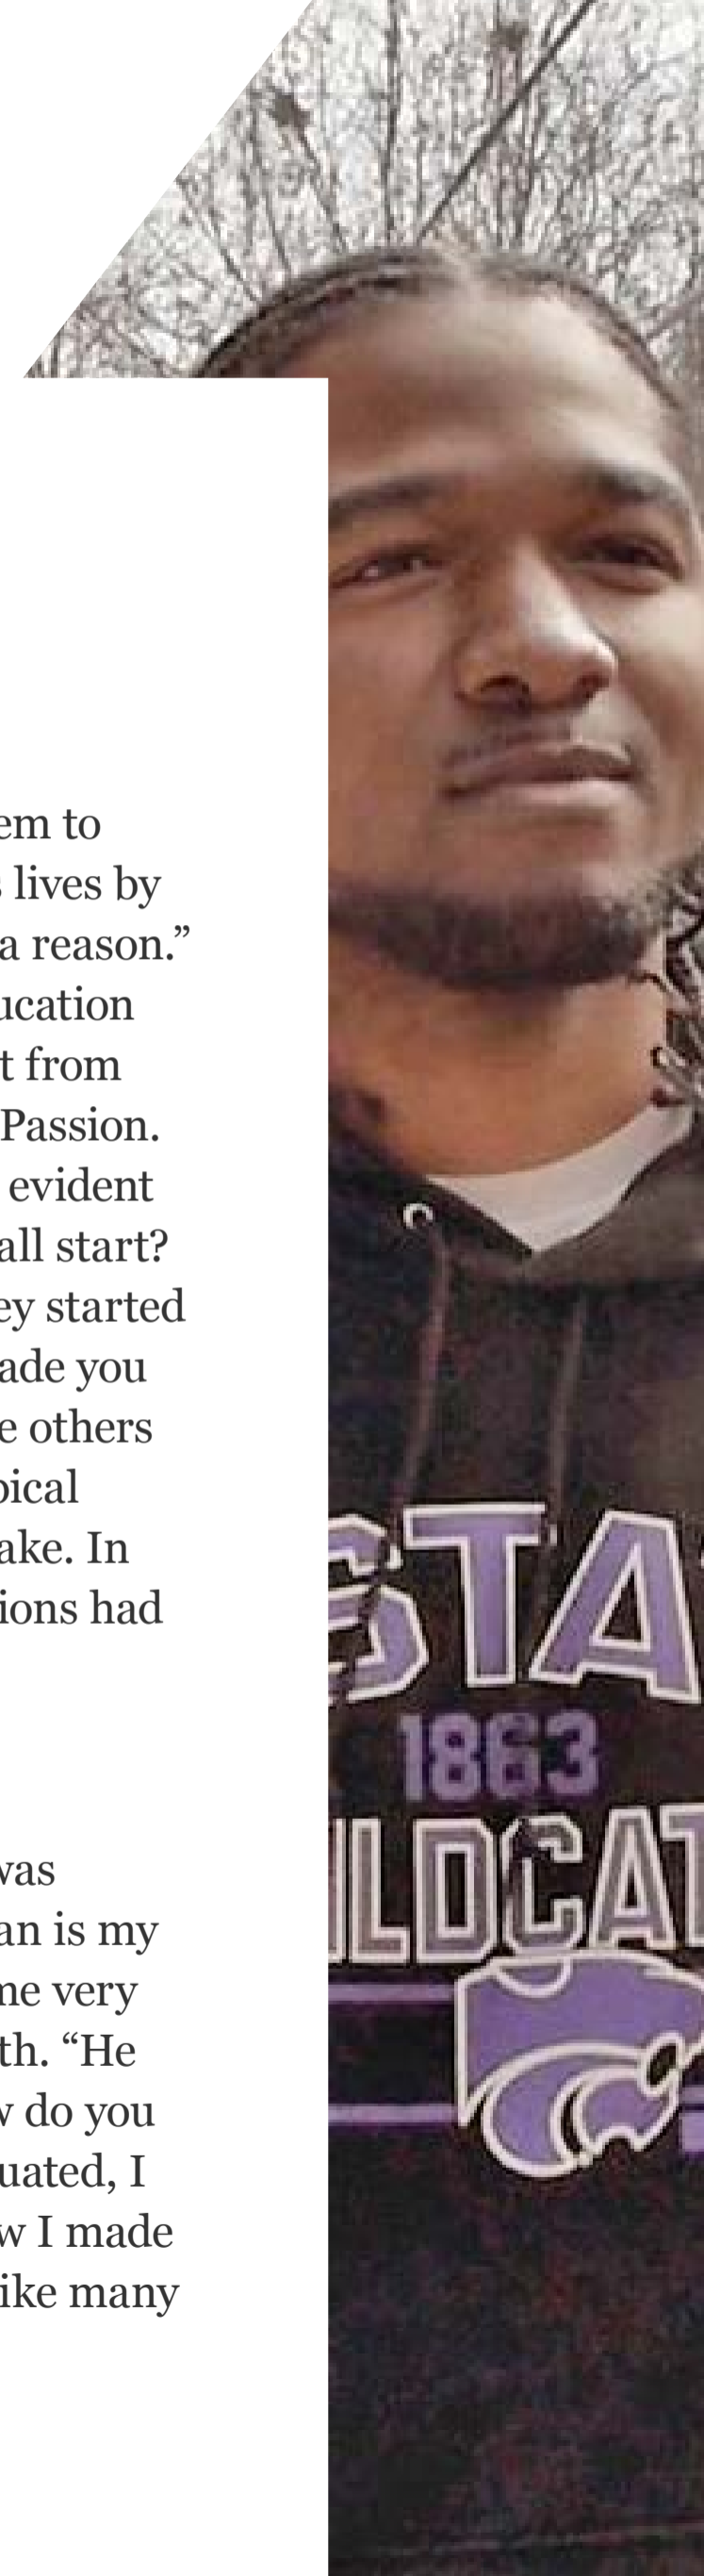 em to
s lives by
a reason.”
ucation
t from
Passion.
evident
all start?
ey started
ade you
e others
pical
ake. In
ions had
was
an is my
me very
th. “He
w do you
uated, I
w I made
ike many
STA
1863
ILDCAT